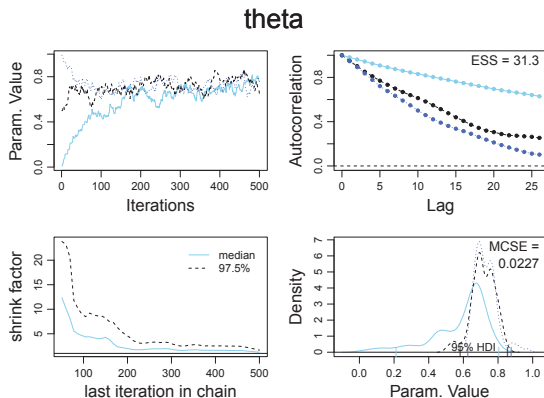 theta
Param. Value
0.0 0.4 0.8
0 100 200 300 400 500
Iterations
Autocorrelation
0.0 0.4 0.8
ESS = 31.3
0 5 10 15 20 25
Lag
shrink factor
5 10 15 20
median
97.5%
100 200 300 400 500
last iteration in chain
Density
0 1 2 3 4 5 6 7
MCSE =
0.0227
95% HDI
0.0 0.2 0.4 0.6 0.8 1.0
Param. Value